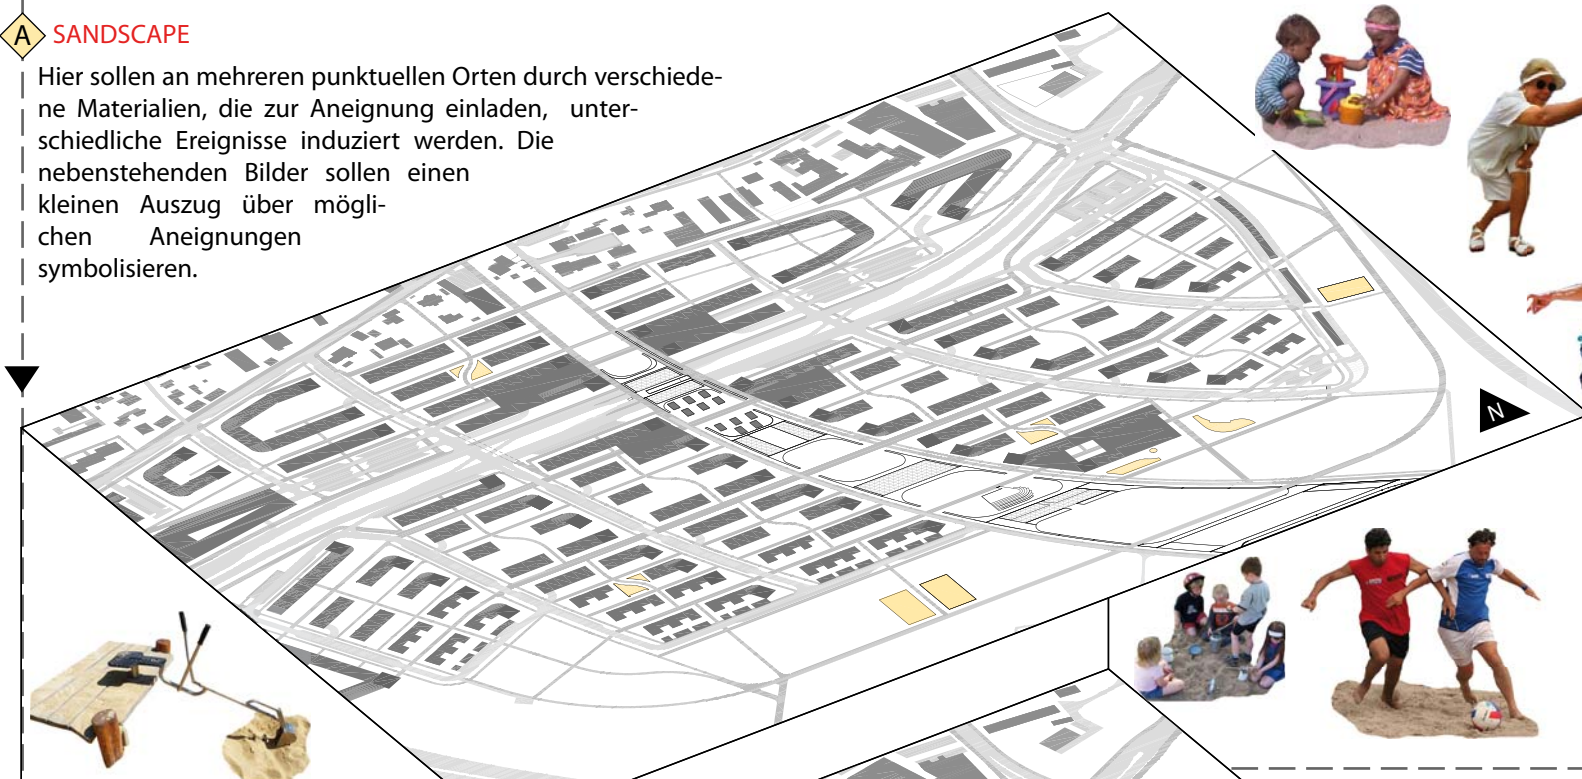 A SANDSCAPE
Hier sollen an mehreren punktuellen Orten durch verschiede-
ne Materialien, die zur Aneignung einladen, unter-
schiedliche Ereignisse induziert werden. Die
nebenstehenden Bilder sollen einen
kleinen Auszug über mögli-
chen Aneignungen
symbolisieren.
N